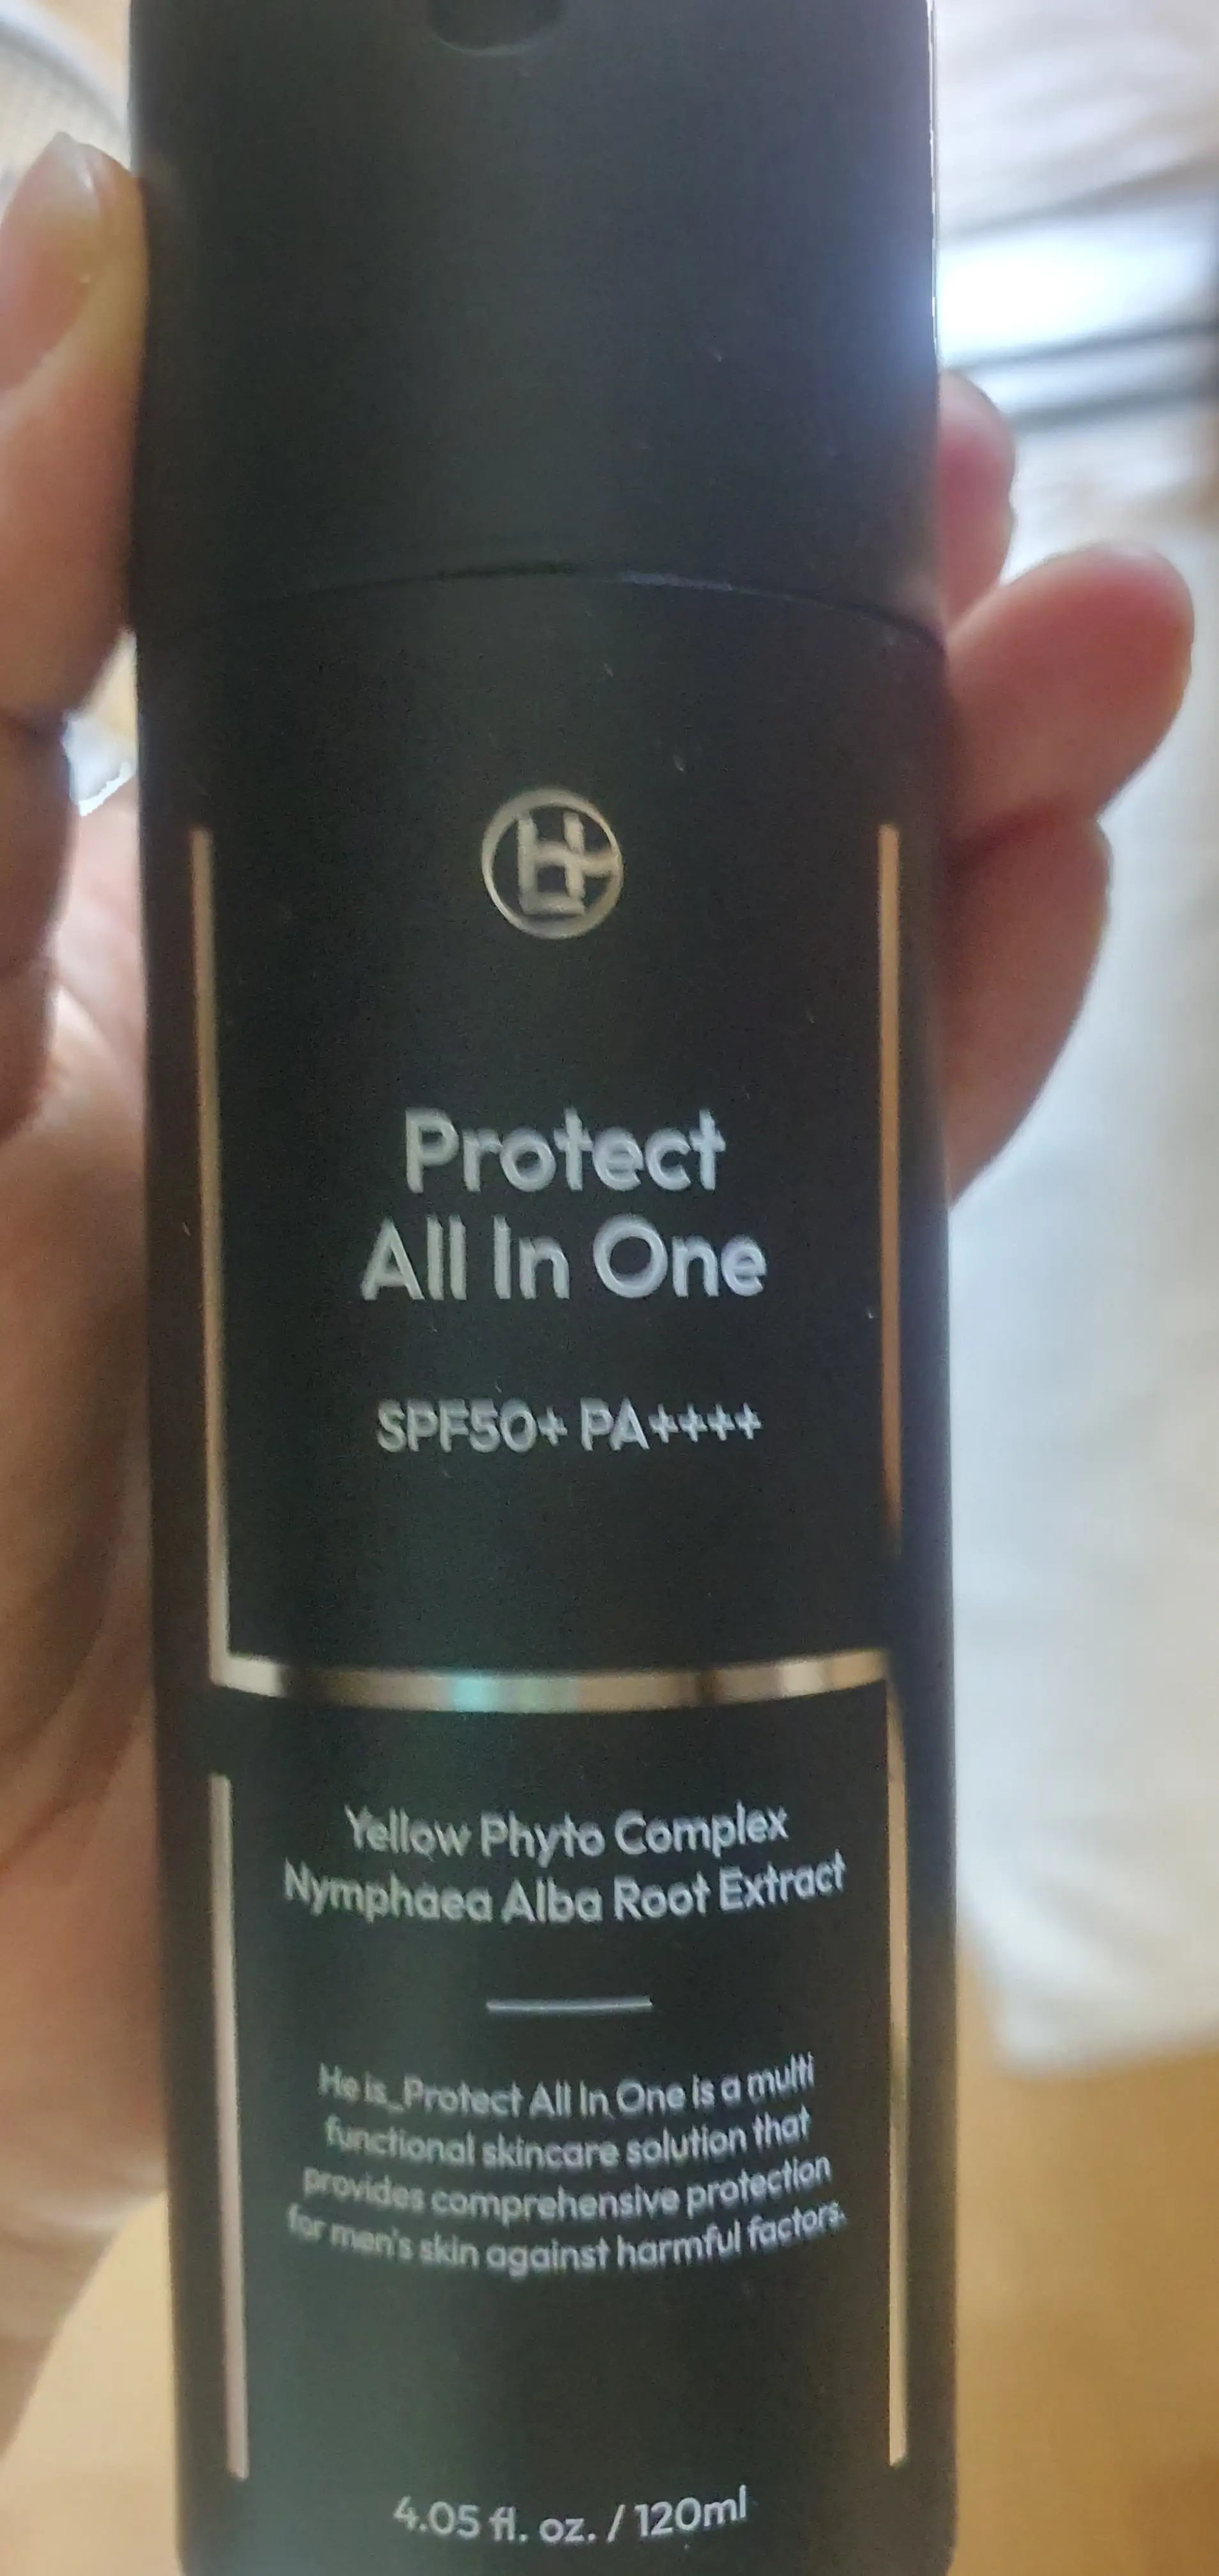 Protect
All In One
SPF50+ PA++++
Yellow Phyto Complex
Nymphaea Alba Root Extract
He is_Protect All In One is a multi
functional skincare solution that
provides comprehensive protection
for men's skin against harmful factors.
4.05 fl. oz. / 120ml